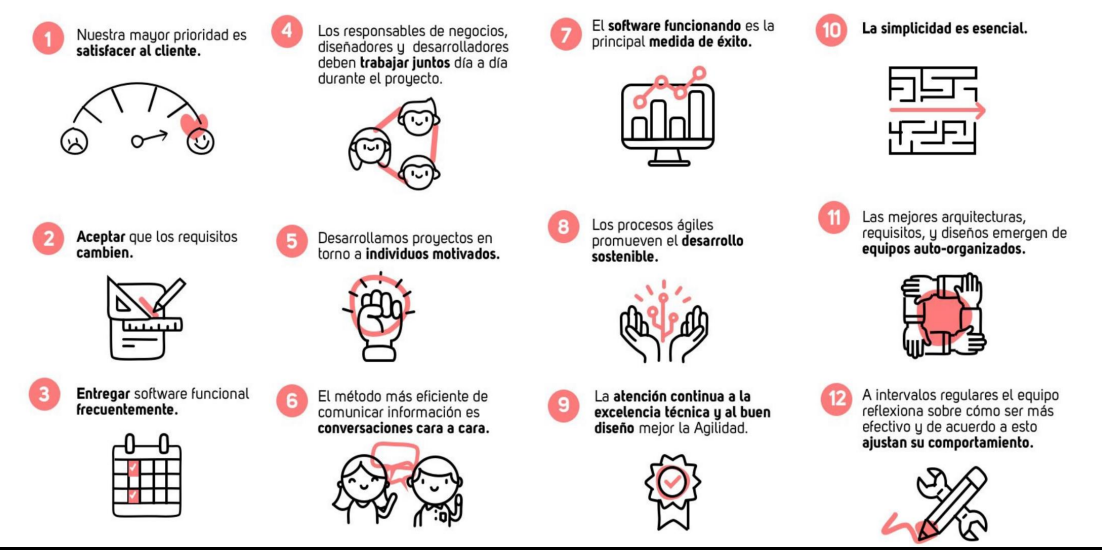 1
Nuestra mayor prioridad es
satisfacer al cliente.
2
Aceptar que los requisitos
cambien.
3
Entregar software funcional
frecuentemente.
4
Los responsables de negocios,
diseñadores y desarrolladores
deben trabajar juntos día a día
durante el proyecto.
5
Desarrollamos proyectos en
torno a individuos motivados.
6
El método más eficiente de
comunicar información es
conversaciones cara a cara.
7
El software funcionando es la
principal medida de éxito.
8
Los procesos ágiles
promueven el desarrollo
sostenible.
9
La atención continua a la
excelencia técnica y al buen
diseño mejor la Agilidad.
10
La simplicidad es esencial.
11
Las mejores arquitecturas,
requisitos, y diseños emergen de
equipos auto-organizados.
12
A intervalos regulares el equipo
reflexiona sobre cómo ser más
efectivo y de acuerdo a esto
ajustan su comportamiento.